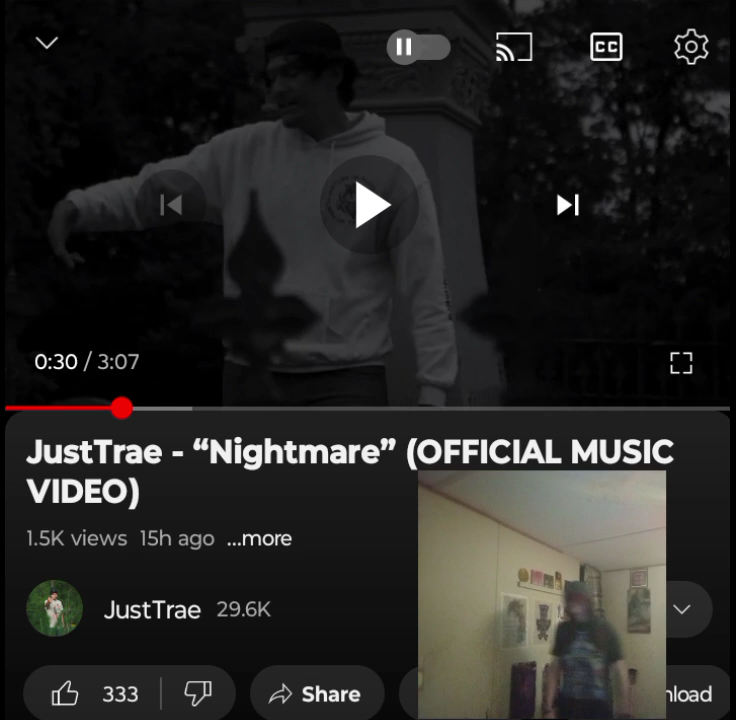 CC
0:30 / 3:07
JustTrae - “Nightmare” (OFFICIAL MUSIC
VIDEO)
1.5K views 15h ago ...more
JustTrae 29.6K
333 Share nload